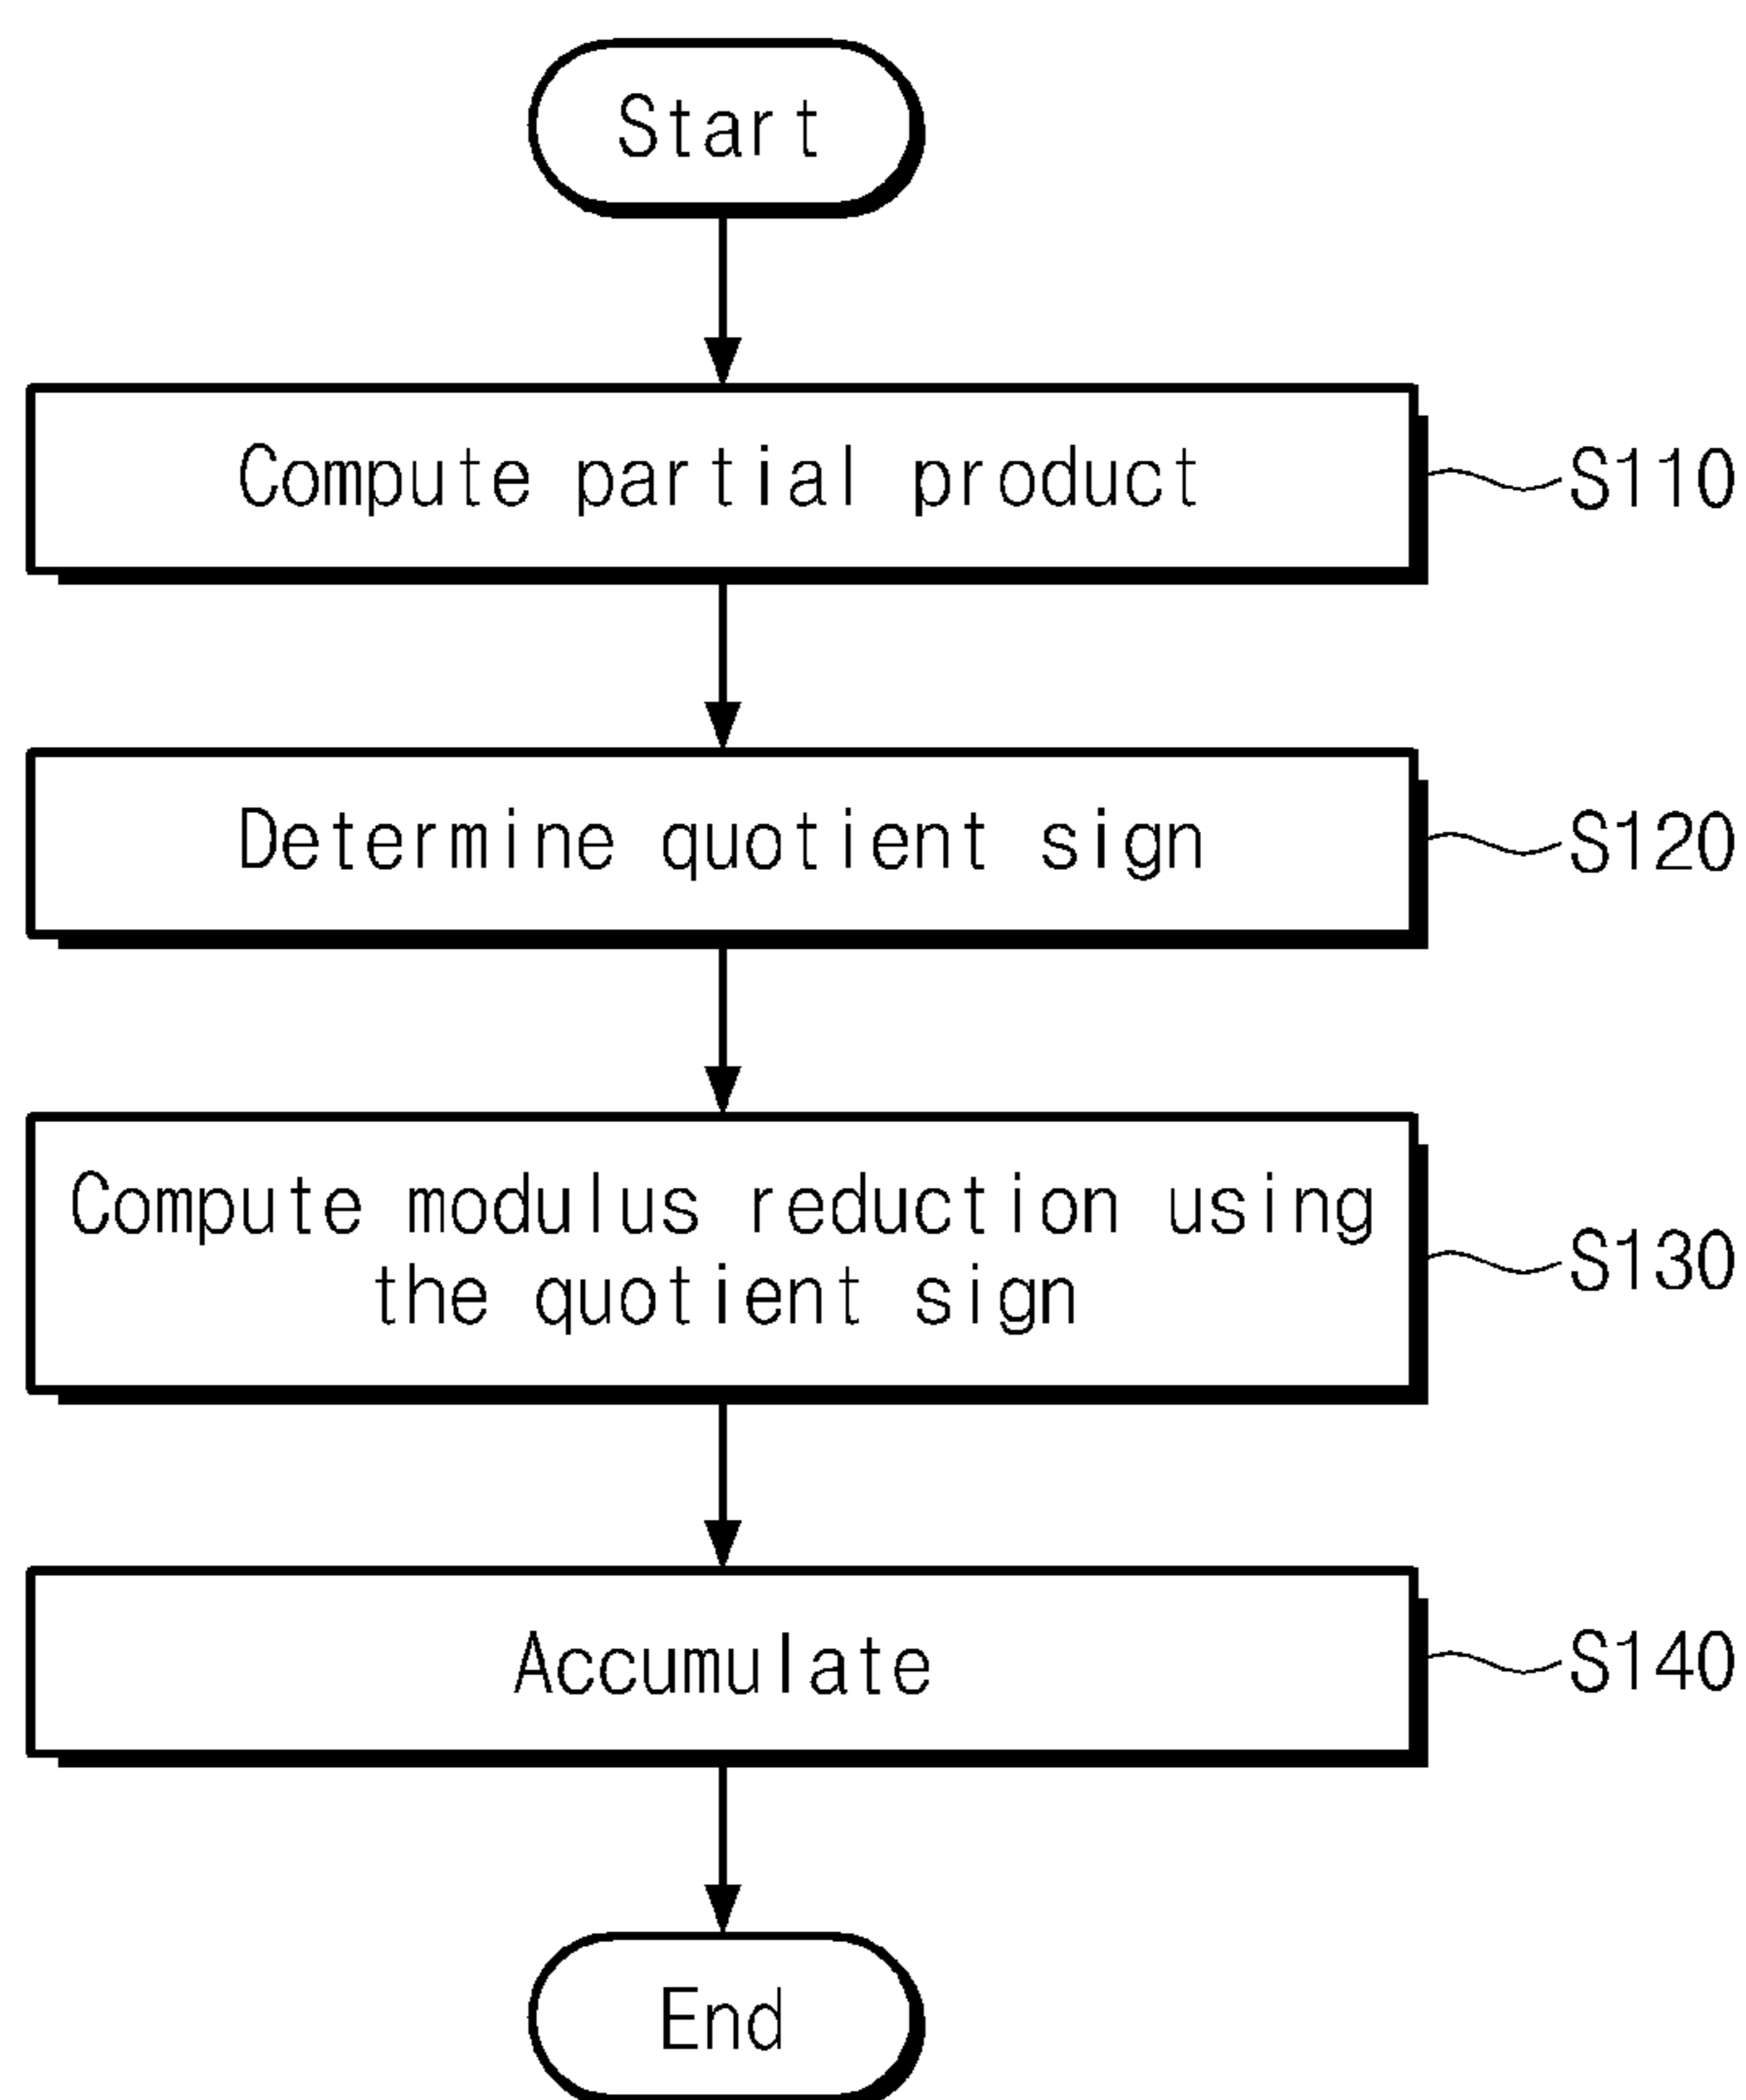 Start
Compute partial product
S110
Determine quotient sign
S120
Compute modulus reduction using
the quotient sign
S130
Accumulate
S140
End